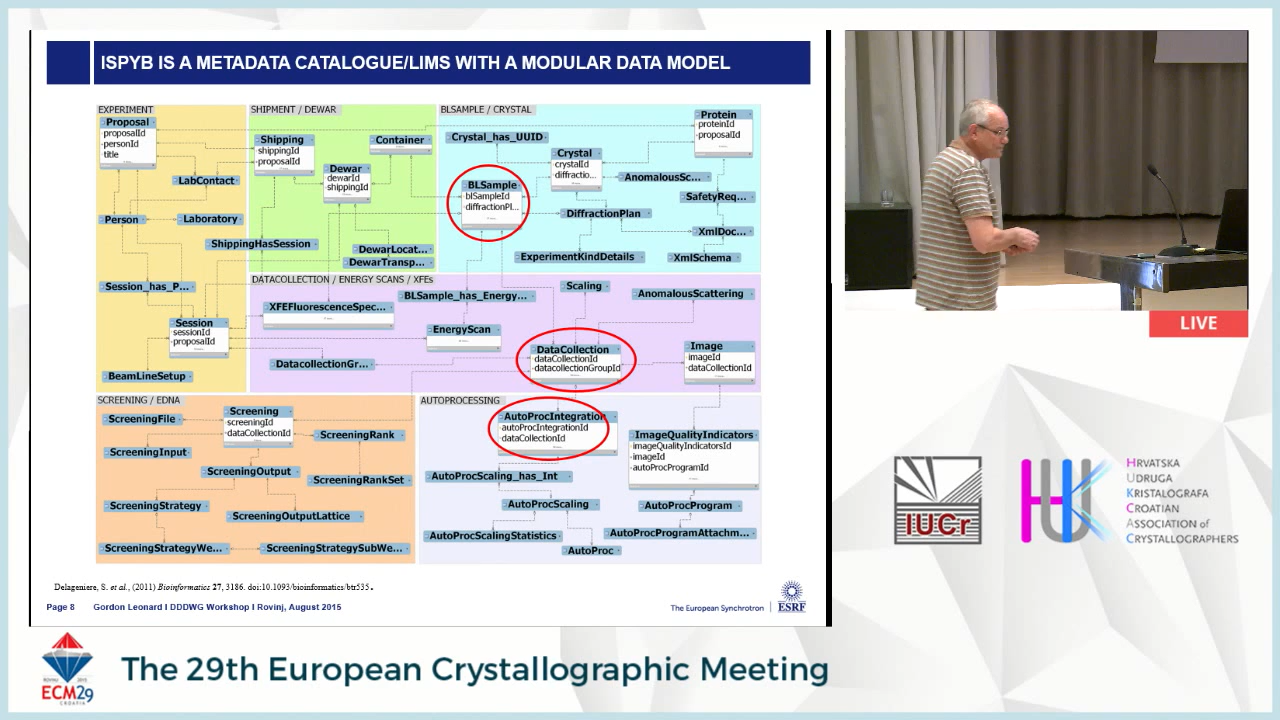 ISPYB IS A METADATA CATALOGUE/LIMS WITH A MODULAR DATA MODEL
EXPERIMENT
Proposal
proposalId
personId
title
LabContact
Person
Laboratory
Session_has_P...
Session
sessionId
proposalId
BeamLineSetup
SHIPMENT / DEWAR
Shipping
shippingId
proposalId
Container
Dewar
dewarId
shippingId
ShippingHasSession
DewarLocat...
DewarTransp...
BLSAMPLE / CRYSTAL
Protein
proteinId
proposalId
Crystal_has_UUID
Crystal
crystalId
diffractio...
BLSample
blSampleId
diffractionPl...
AnomalousSc...
SafetyReq...
DiffractionPlan
XmlDoc...
ExperimentKindDetails
XmlSchema
DATACOLLECTION / ENERGY SCANS / XFEs
Scaling
BLSample_has_Energy...
AnomalousScattering
XFEFluorescenceSpec...
EnergyScan
DataCollection
dataCollectionId
datacollectionGroupId
Image
imageId
dataCollectionId
DatacollectionGr...
SCREENING / EDNA
ScreeningFile
Screening
screeningId
dataCollectionId
ScreeningRank
ScreeningInput
ScreeningOutput
ScreeningRankSet
ScreeningStrategy
ScreeningOutputLattice
ScreeningStrategyWe...
ScreeningStrategySubWe...
AUTOPROCESSING
AutoProcIntegration
autoProcIntegrationId
dataCollectionId
ImageQualityIndicators
imageQualityIndicatorsId
imageId
autoProcProgramId
AutoProcScaling_has_Int
AutoProcScaling
AutoProcProgram
AutoProcScalingStatistics
AutoProcProgramAttachm...
AutoProc
Delageniere, S. et al., (2011) Bioinformatics 27, 3186. doi:10.1093/bioinformatics/btr535.
Page 8 Gordon Leonard I DDDWG Workshop I Rovinj, August 2015
The European Synchrotron
ESRF
LIVE
IUCr
HUK
HRVATSKA
UDRUGA
KRISTALOGRAFA
CROATIAN
ASSOCIATION of
CRYSTALLOGRAPHERS
ECM29
CROATIA
The 29th European Crystallographic Meeting